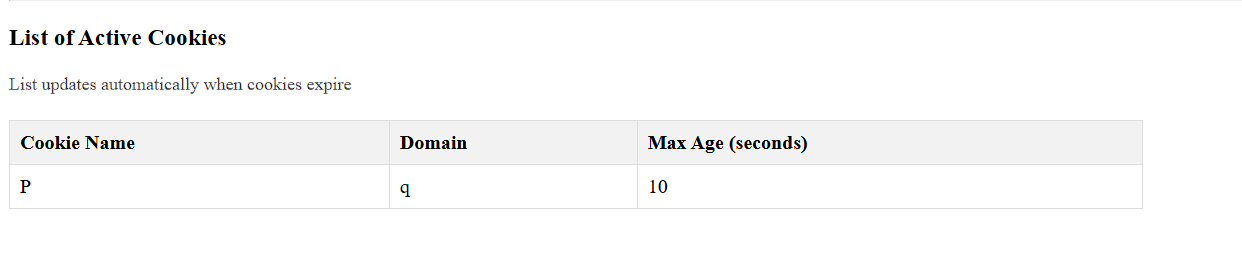 List of Active Cookies
List updates automatically when cookies expire
Cookie Name Domain Max Age (seconds)
P q 10